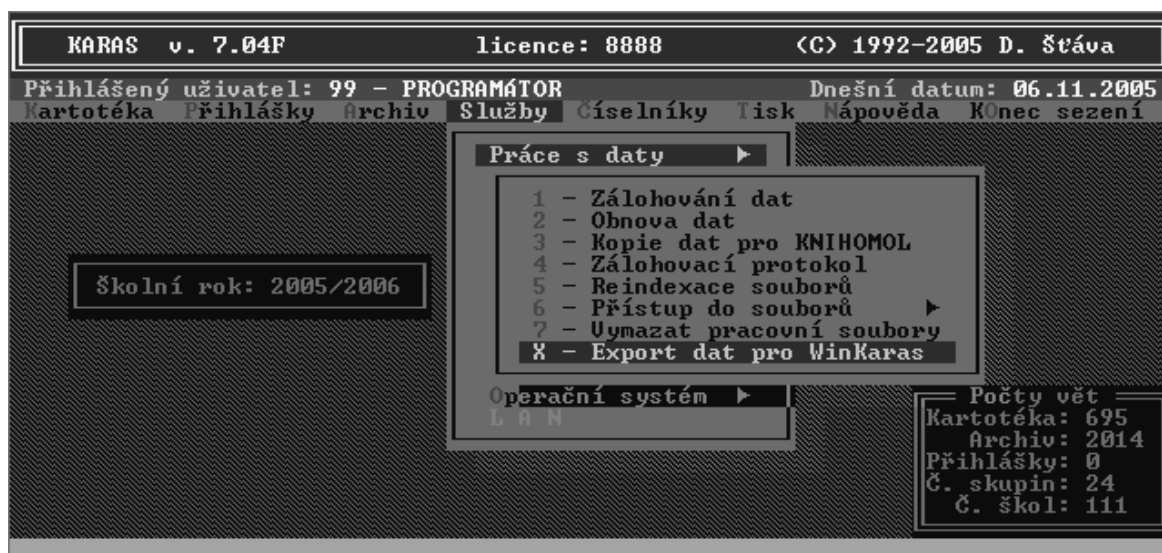 KARAS v. 7.04F licence: 8888 (C) 1992-2005 D. Šťáva
Přihlášený uživatel: 99 - PROGRAMÁTOR Dnešní datum: 06.11.2005
Kartotéka Přihlášky Archiv Služby Číselníky Tisk Nápověda KOnec sezení
Práce s daty ►
1 - Zálohování dat
2 - Obnova dat
3 - Kopie dat pro KNIHOMOL
4 - Zálohovací protokol
5 - Reindexace souborů
6 - Přístup do souborů ►
7 - Vymazat pracovní soubory
X - Export dat pro WinKaras
Školní rok: 2005/2006
Operační systém ►
L A N
Počty vět
Kartotéka: 695
Archiv: 2014
Přihlášky: 0
Č. skupin: 24
Č. škol: 111